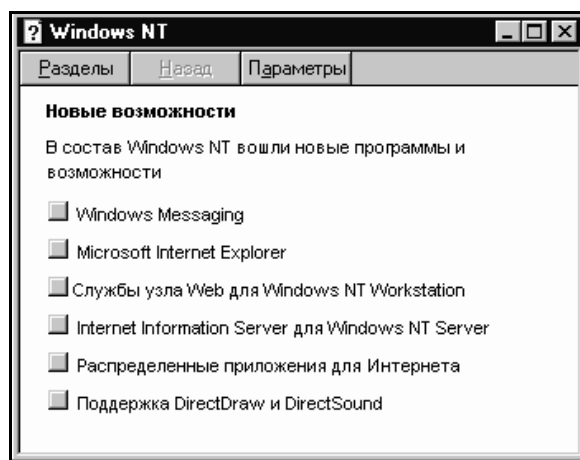 Windows NT
Разделы Назад Параметры
Новые возможности
В состав Windows NT вошли новые программы и
возможности
Windows Messaging
Microsoft Internet Explorer
Службы узла Web для Windows NT Workstation
Internet Information Server для Windows NT Server
Распределенные приложения для Интернета
Поддержка DirectDraw и DirectSound